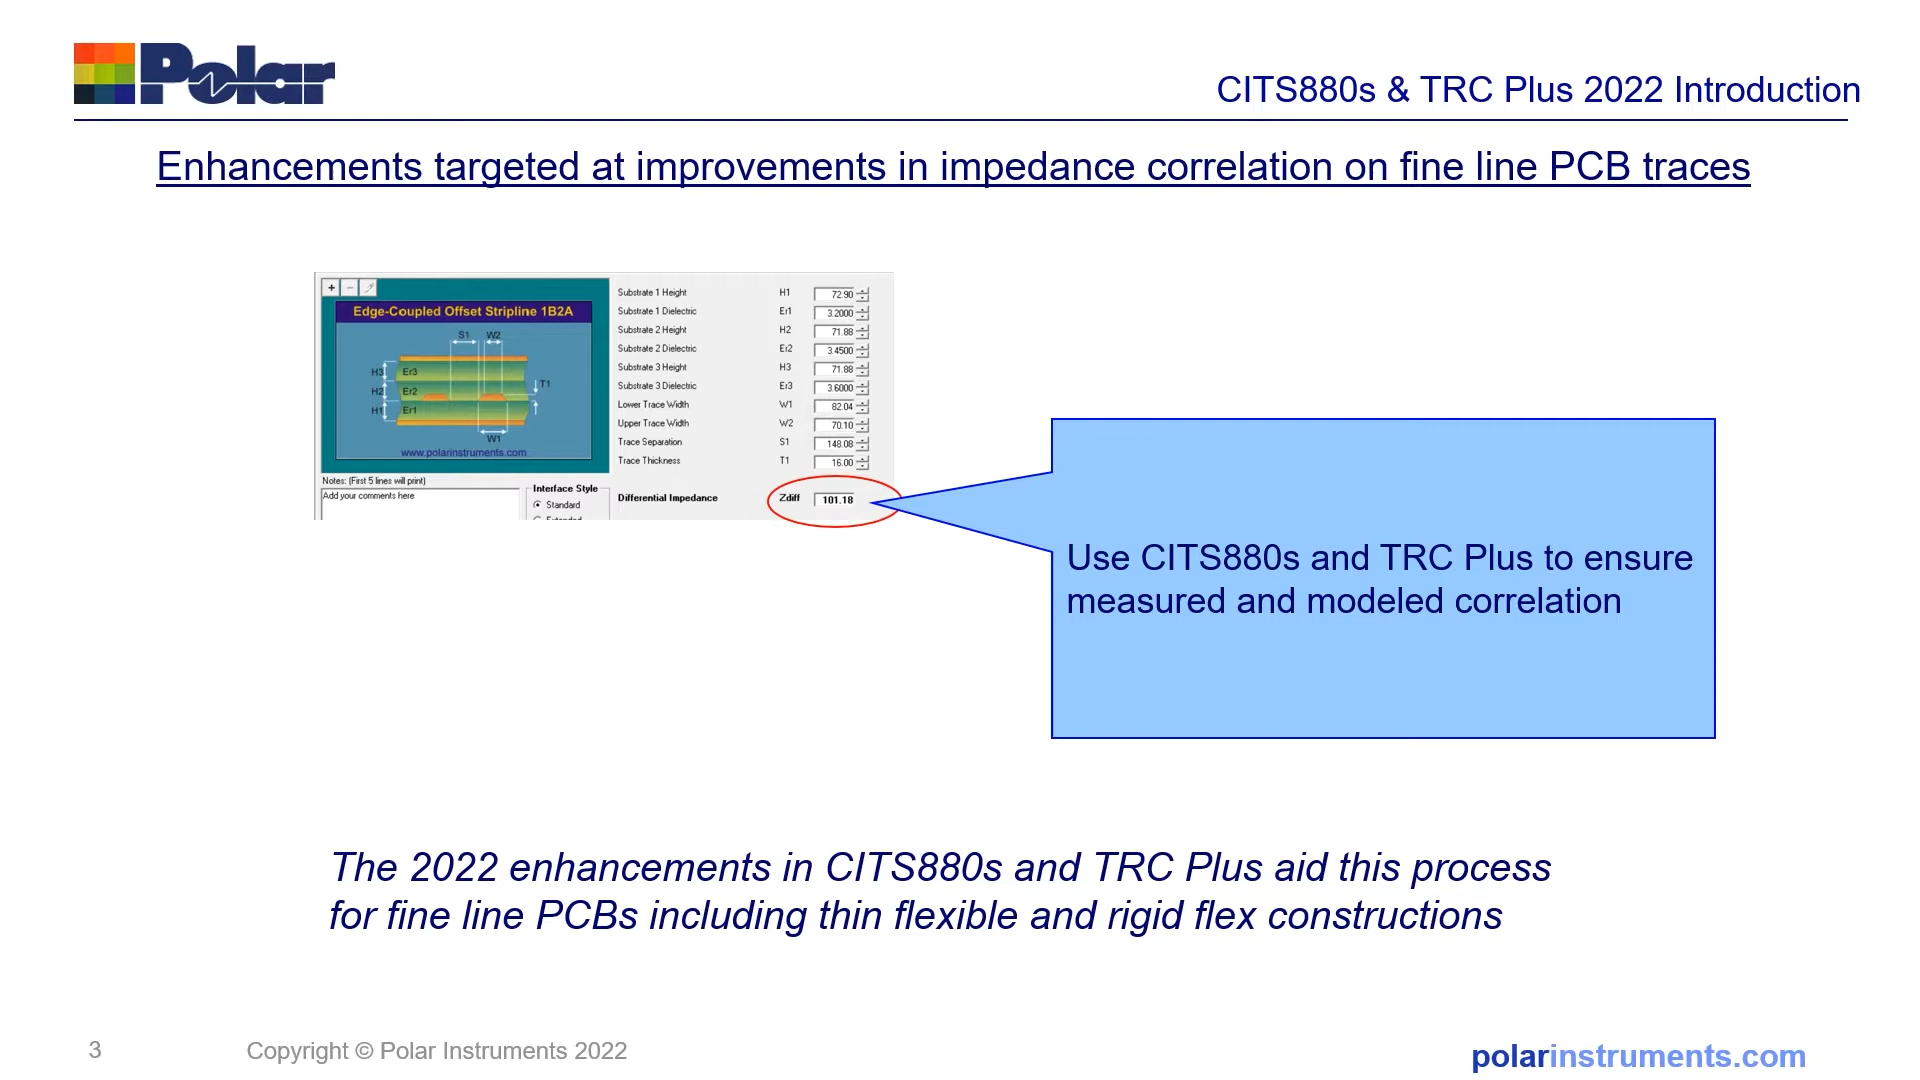 Polar
CITS880s & TRC Plus 2022 Introduction
Enhancements targeted at improvements in impedance correlation on fine line PCB traces
+ −
Edge-Coupled Offset Stripline 1B2A
S1 W2
H3 Er3
T1
H2 Er2
H1 Er1
W1
www.polarinstruments.com
Notes: (First 5 lines will print)
Add your comments here
Interface Style
Standard
Extended
Substrate 1 Height H1 72.90
Substrate 1 Dielectric Er1 3.2000
Substrate 2 Height H2 71.88
Substrate 2 Dielectric Er2 3.4500
Substrate 3 Height H3 71.88
Substrate 3 Dielectric Er3 3.6000
Lower Trace Width W1 82.04
Upper Trace Width W2 70.10
Trace Separation S1 148.08
Trace Thickness T1 16.00
Differential Impedance Zdiff 101.18
Use CITS880s and TRC Plus to ensure
measured and modeled correlation
The 2022 enhancements in CITS880s and TRC Plus aid this process
for fine line PCBs including thin flexible and rigid flex constructions
3
Copyright © Polar Instruments 2022
polarinstruments.com